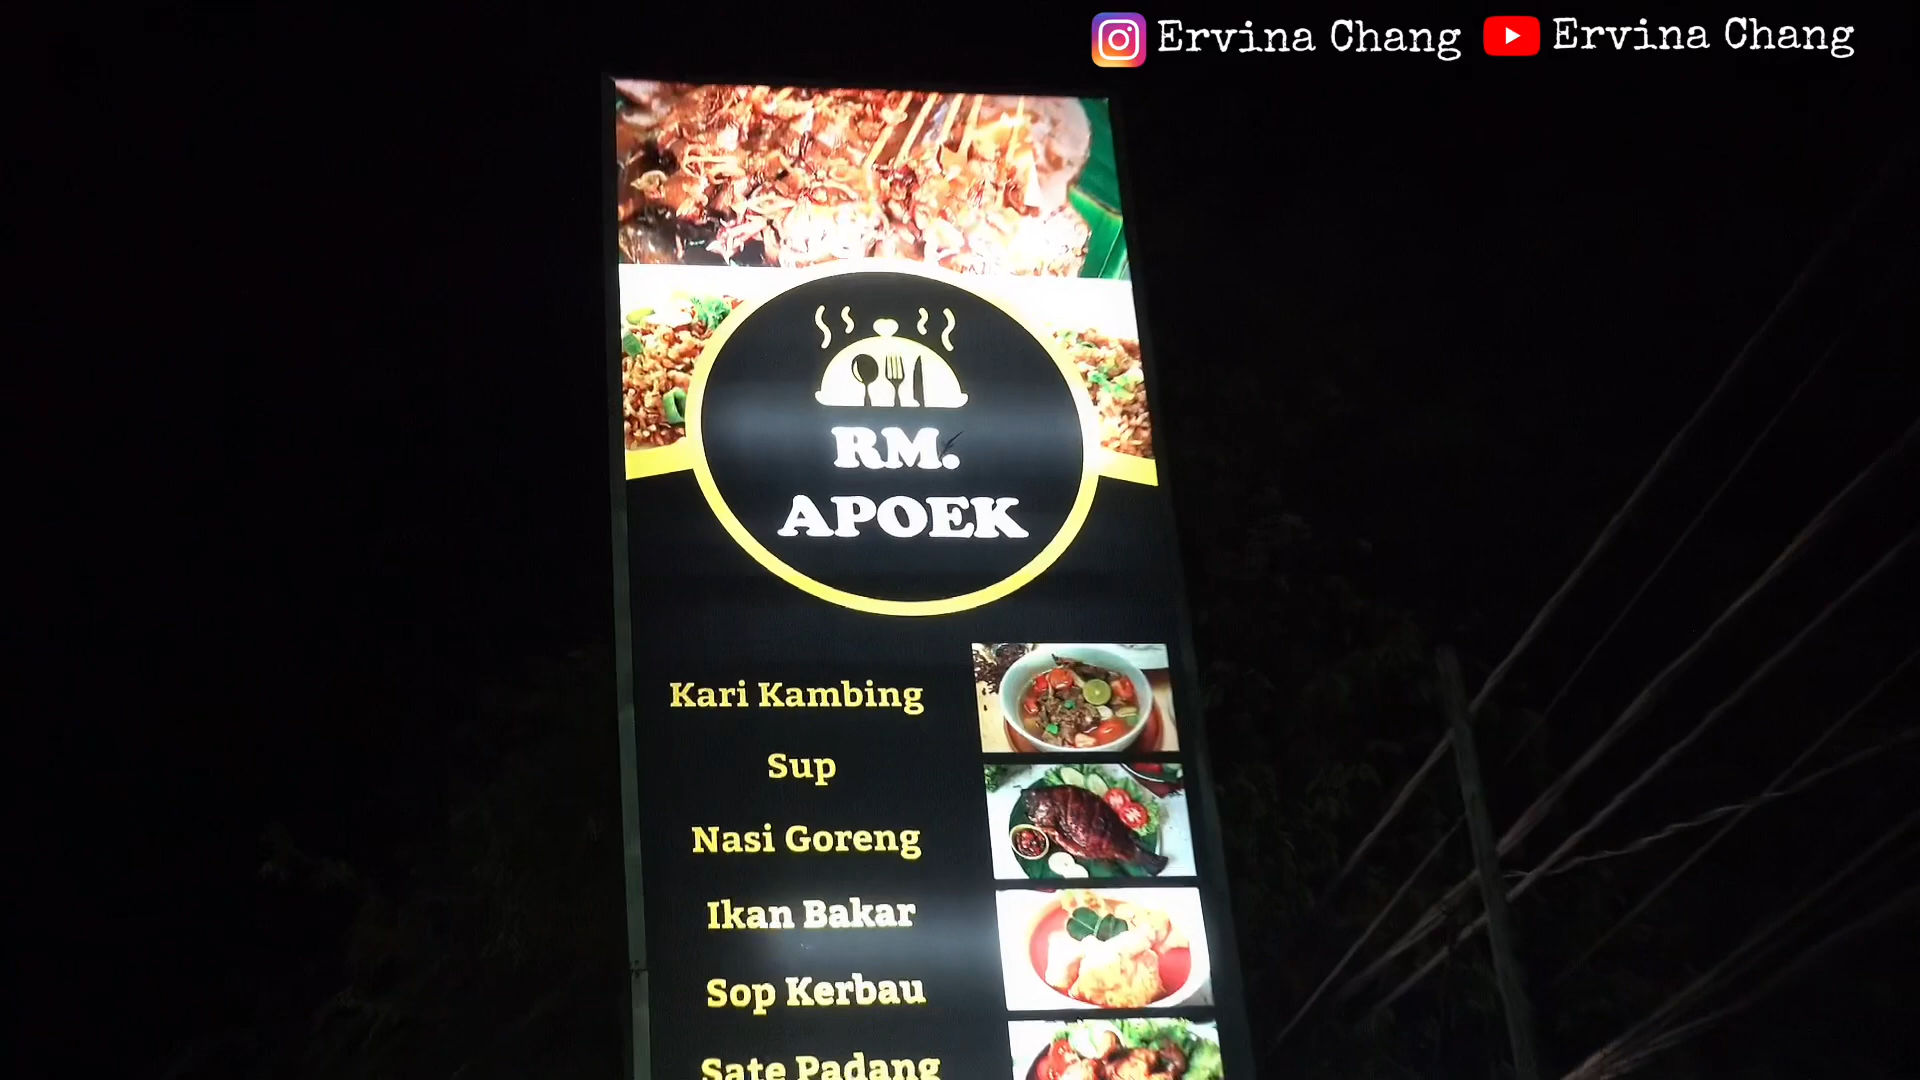 Ervina Chang Ervina Chang
RM.
APOEK
Kari Kambing
Sup
Nasi Goreng
Ikan Bakar
Sop Kerbau
Sate Padang